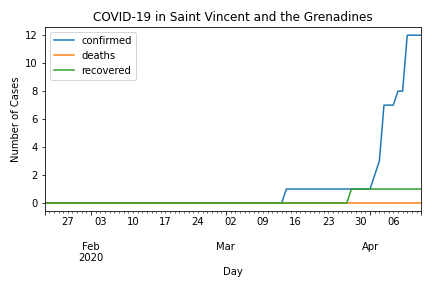 COVID-19 in Saint Vincent and the Grenadines
confirmed
deaths
recovered
Number of Cases
12
10
8
6
4
2
0
27 03 10 17 24 02 09 16 23 30 06
Feb Mar Apr
2020
Day